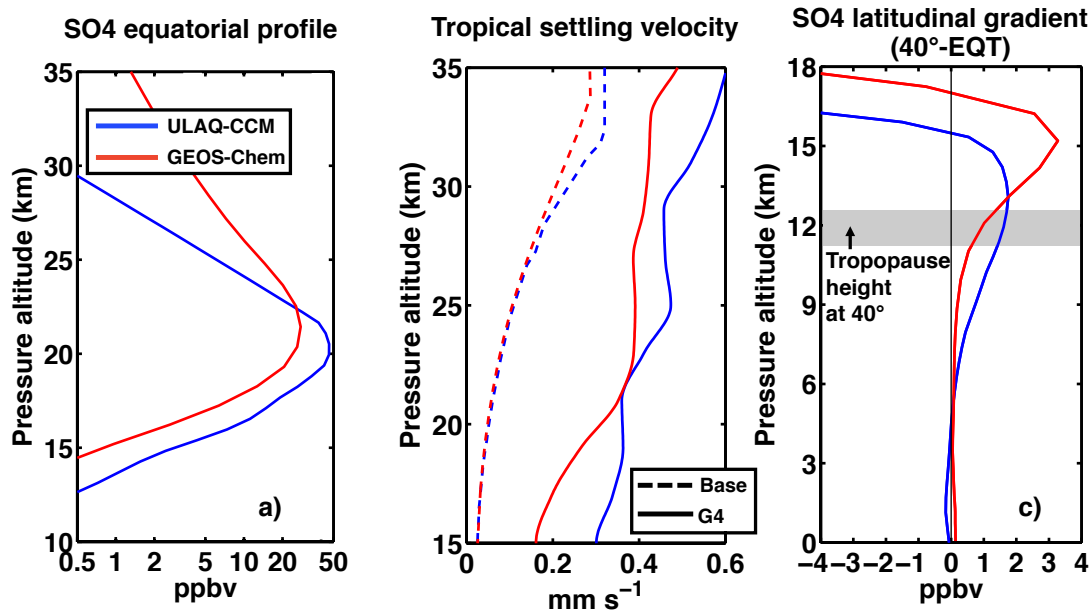 SO4 equatorial profile
35
30
25
20
15
10
0.5
1
2
5
10
20
50
ppbv
Pressure altitude (km)
ULAQ-CCM
GEOS-Chem
a)
Tropical settling velocity
35
30
25
20
15
0
0.2
0.4
0.6
mm s⁻¹
Pressure altitude (km)
Base
G4
SO4 latitudinal gradient
(40°-EQT)
18
15
12
9
6
3
0
−4
−3
−2
−1
0
1
2
3
4
ppbv
Pressure altitude (km)
Tropopause
height
at 40°
c)